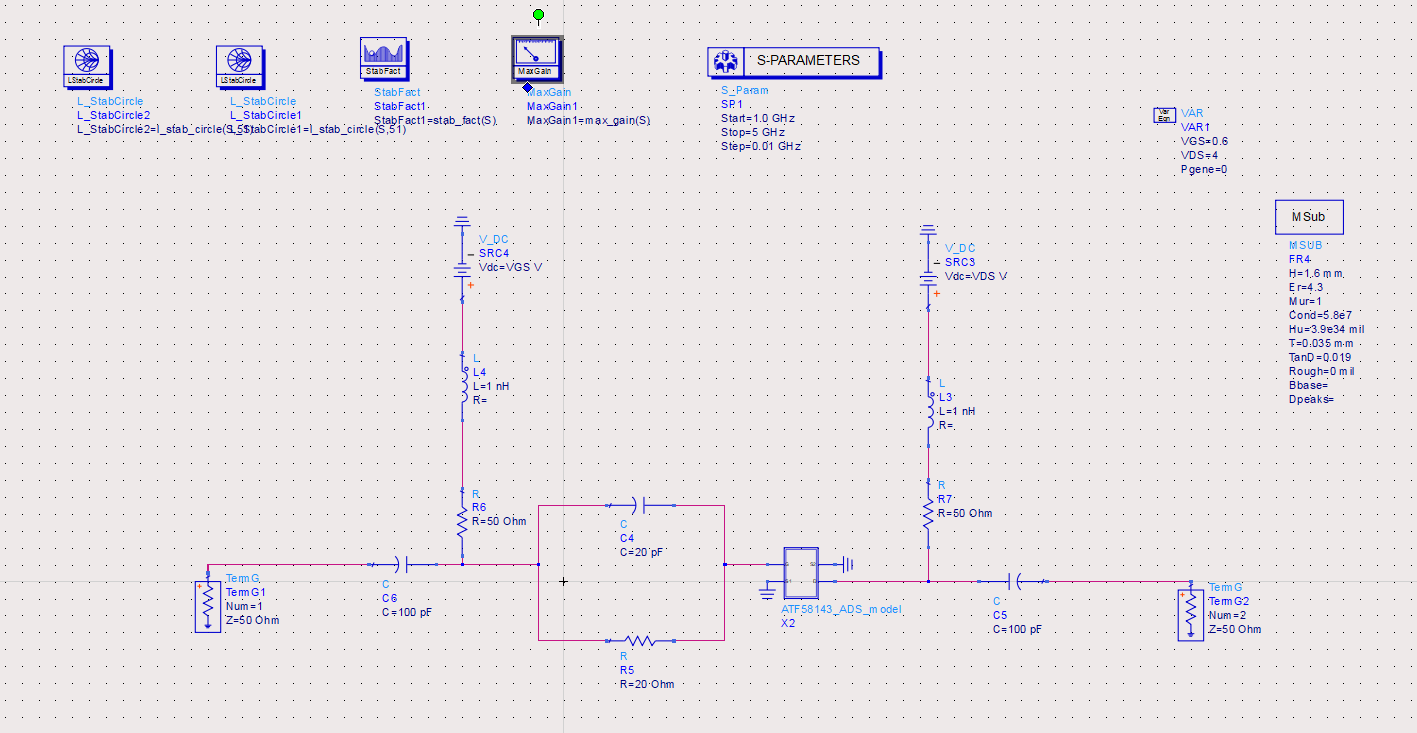 LStabCircle
L_StabCircle
L_StabCircle2
L_StabCircle2=l_stab_circle(S,51)
LStabCircle
L_StabCircle
L_StabCircle1
L_StabCircle1=l_stab_circle(S,51)
StabFact
StabFact
StabFact1
StabFact1=stab_fact(S)
MaxGain
MaxGain
MaxGain1
MaxGain1=max_gain(S)
S-PARAMETERS
S_Param
SP1
Start=1.0 GHz
Stop=5 GHz
Step=0.01 GHz
Var
Eqn
VAR
VAR1
VGS=0.6
VDS=4
Pgene=0
MSub
MSUB
FR4
H=1.6 mm
Er=4.3
Mur=1
Cond=5.8e7
Hu=3.9e34 mil
T=0.035 mm
TanD=0.019
Rough=0 mil
Bbase=
Dpeaks=
V_DC
SRC4
Vdc=VGS V
V_DC
SRC3
Vdc=VDS V
L
L4
L=1 nH
R=
L
L3
L=1 nH
R=
R
R6
R=50 Ohm
R
R7
R=50 Ohm
C
C4
C=20 pF
TermG
TermG1
Num=1
Z=50 Ohm
C
C6
C=100 pF
R
R5
R=20 Ohm
ATF58143_ADS_model
X2
C
C5
C=100 pF
TermG
TermG2
Num=2
Z=50 Ohm